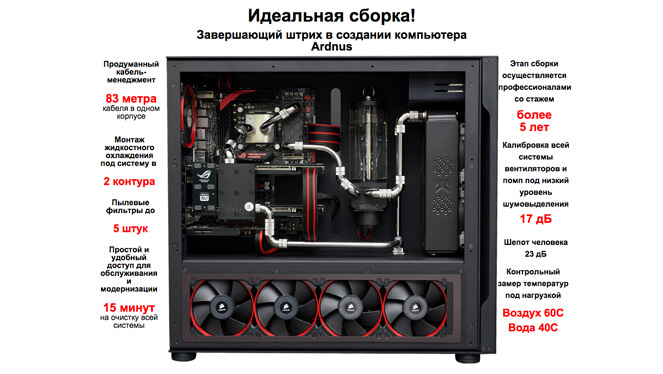 Идеальная сборка!
Завершающий штрих в создании компьютера
Ardnus
Продуманный
кабель-
менеджмент
83 метра
кабеля в одном
корпусе
Монтаж
жидкостного
охлаждения
под систему в
2 контура
Пылевые
фильтры до
5 штук
Простой и
удобный
доступ для
обслуживания
и
модернизации
15 минут
на очистку всей
системы
Этап сборки
осуществляется
профессионалами
со стажем
более
5 лет
Калибровка всей
системы
вентиляторов и
помп под низкий
уровень
шумовыделения
17 дБ
Шепот человека
23 дБ
Контрольный
замер температур
под нагрузкой
Воздух 60С
Вода 40С